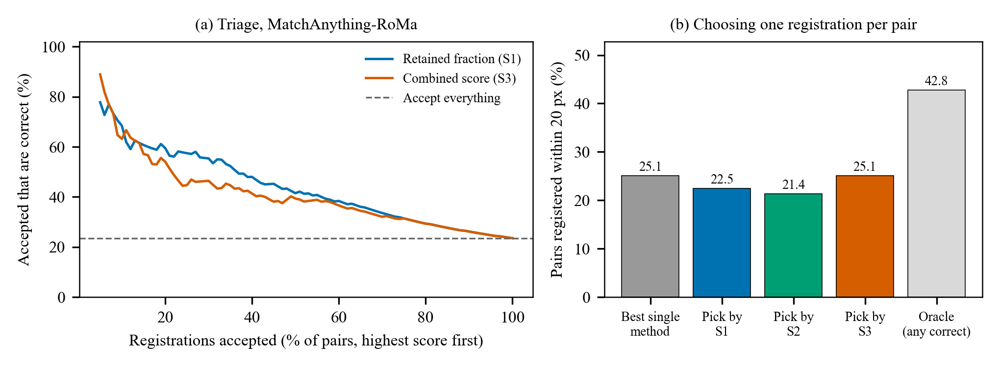 (a) Triage, MatchAnything-RoMa
Accepted that are correct (%)
100
80
60
40
20
0
Retained fraction (S1)
Combined score (S3)
Accept everything
20
40
60
80
100
Registrations accepted (% of pairs, highest score first)
(b) Choosing one registration per pair
Pairs registered within 20 px (%)
50
40
30
20
10
0
25.1
22.5
21.4
25.1
42.8
Best single
method
Pick by
S1
Pick by
S2
Pick by
S3
Oracle
(any correct)